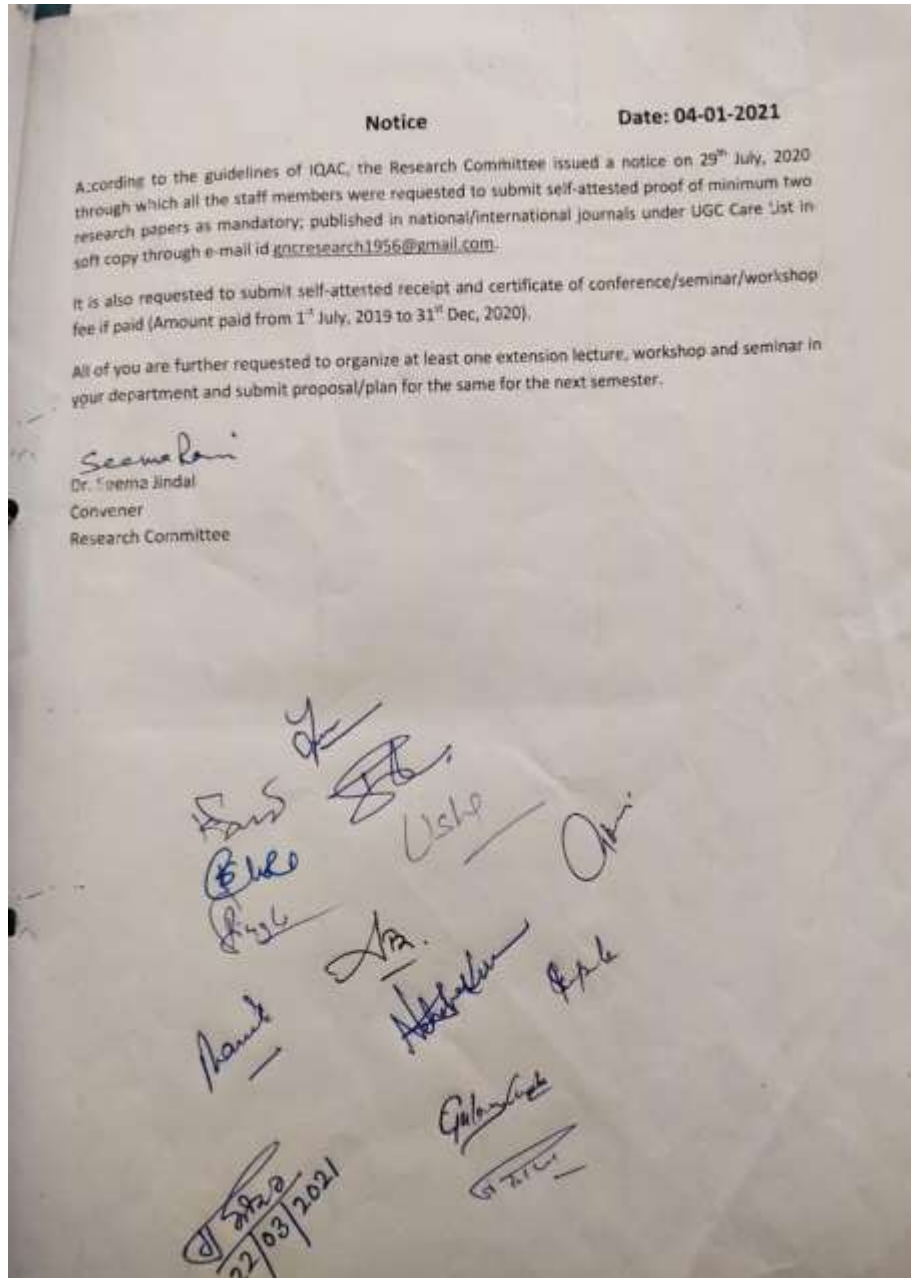 Notice Date: 04-01-2021
According to the guidelines of IQAC, the Research Committee issued a notice on 29th July, 2020
through which all the staff members were requested to submit self-attested proof of minimum two
research papers as mandatory; published in national/international journals under UGC Care List in
soft copy through e-mail id gncresearch1956@gmail.com.
It is also requested to submit self-attested receipt and certificate of conference/seminar/workshop
fee if paid (Amount paid from 1st July, 2019 to 31st Dec, 2020).
All of you are further requested to organize at least one extension lecture, workshop and seminar in
your department and submit proposal/plan for the same for the next semester.
Seema Rani
Dr. Seema Jindal
Convener
Research Committee
Usha
22/03/2021